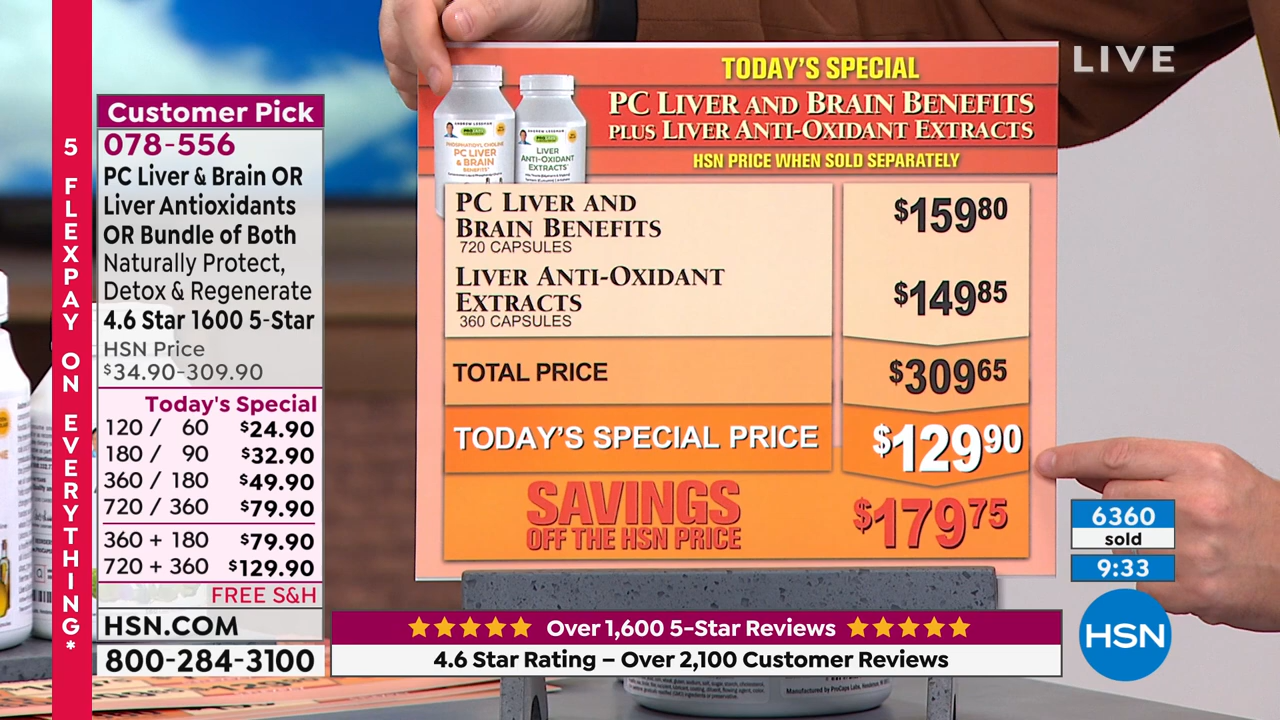 5 FLEXPAY ON EVERYTHING*
Customer Pick
078-556
PC Liver & Brain OR
Liver Antioxidants
OR Bundle of Both
Naturally Protect,
Detox & Regenerate
4.6 Star 1600 5-Star
HSN Price
$34.90-309.90
Today's Special
120 / 60 $24.90
180 / 90 $32.90
360 / 180 $49.90
720 / 360 $79.90
360 + 180 $79.90
720 + 360 $129.90
FREE S&H
HSN.COM
800-284-3100
LIVE
TODAY'S SPECIAL
PC LIVER AND BRAIN BENEFITS
PLUS LIVER ANTI-OXIDANT EXTRACTS
HSN PRICE WHEN SOLD SEPARATELY
ANDREW LESSMAN
PC LIVER
& BRAIN
BENEFITS
ANDREW LESSMAN
LIVER
ANTI-OXIDANT
EXTRACTS
PC LIVER AND
BRAIN BENEFITS
720 CAPSULES
$159.80
LIVER ANTI-OXIDANT
EXTRACTS
360 CAPSULES
$149.85
TOTAL PRICE $309.65
TODAY'S SPECIAL PRICE $129.90
SAVINGS
OFF THE HSN PRICE
$179.75
6360
sold
9:33
HSN
Over 1,600 5-Star Reviews
4.6 Star Rating – Over 2,100 Customer Reviews